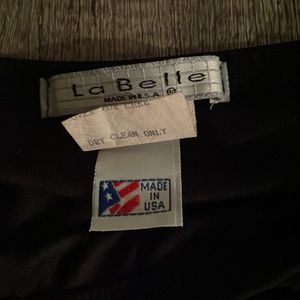 La Belle
MADE IN U.S.A. ®
DRY CLEAN ONLY
MADE
IN
USA